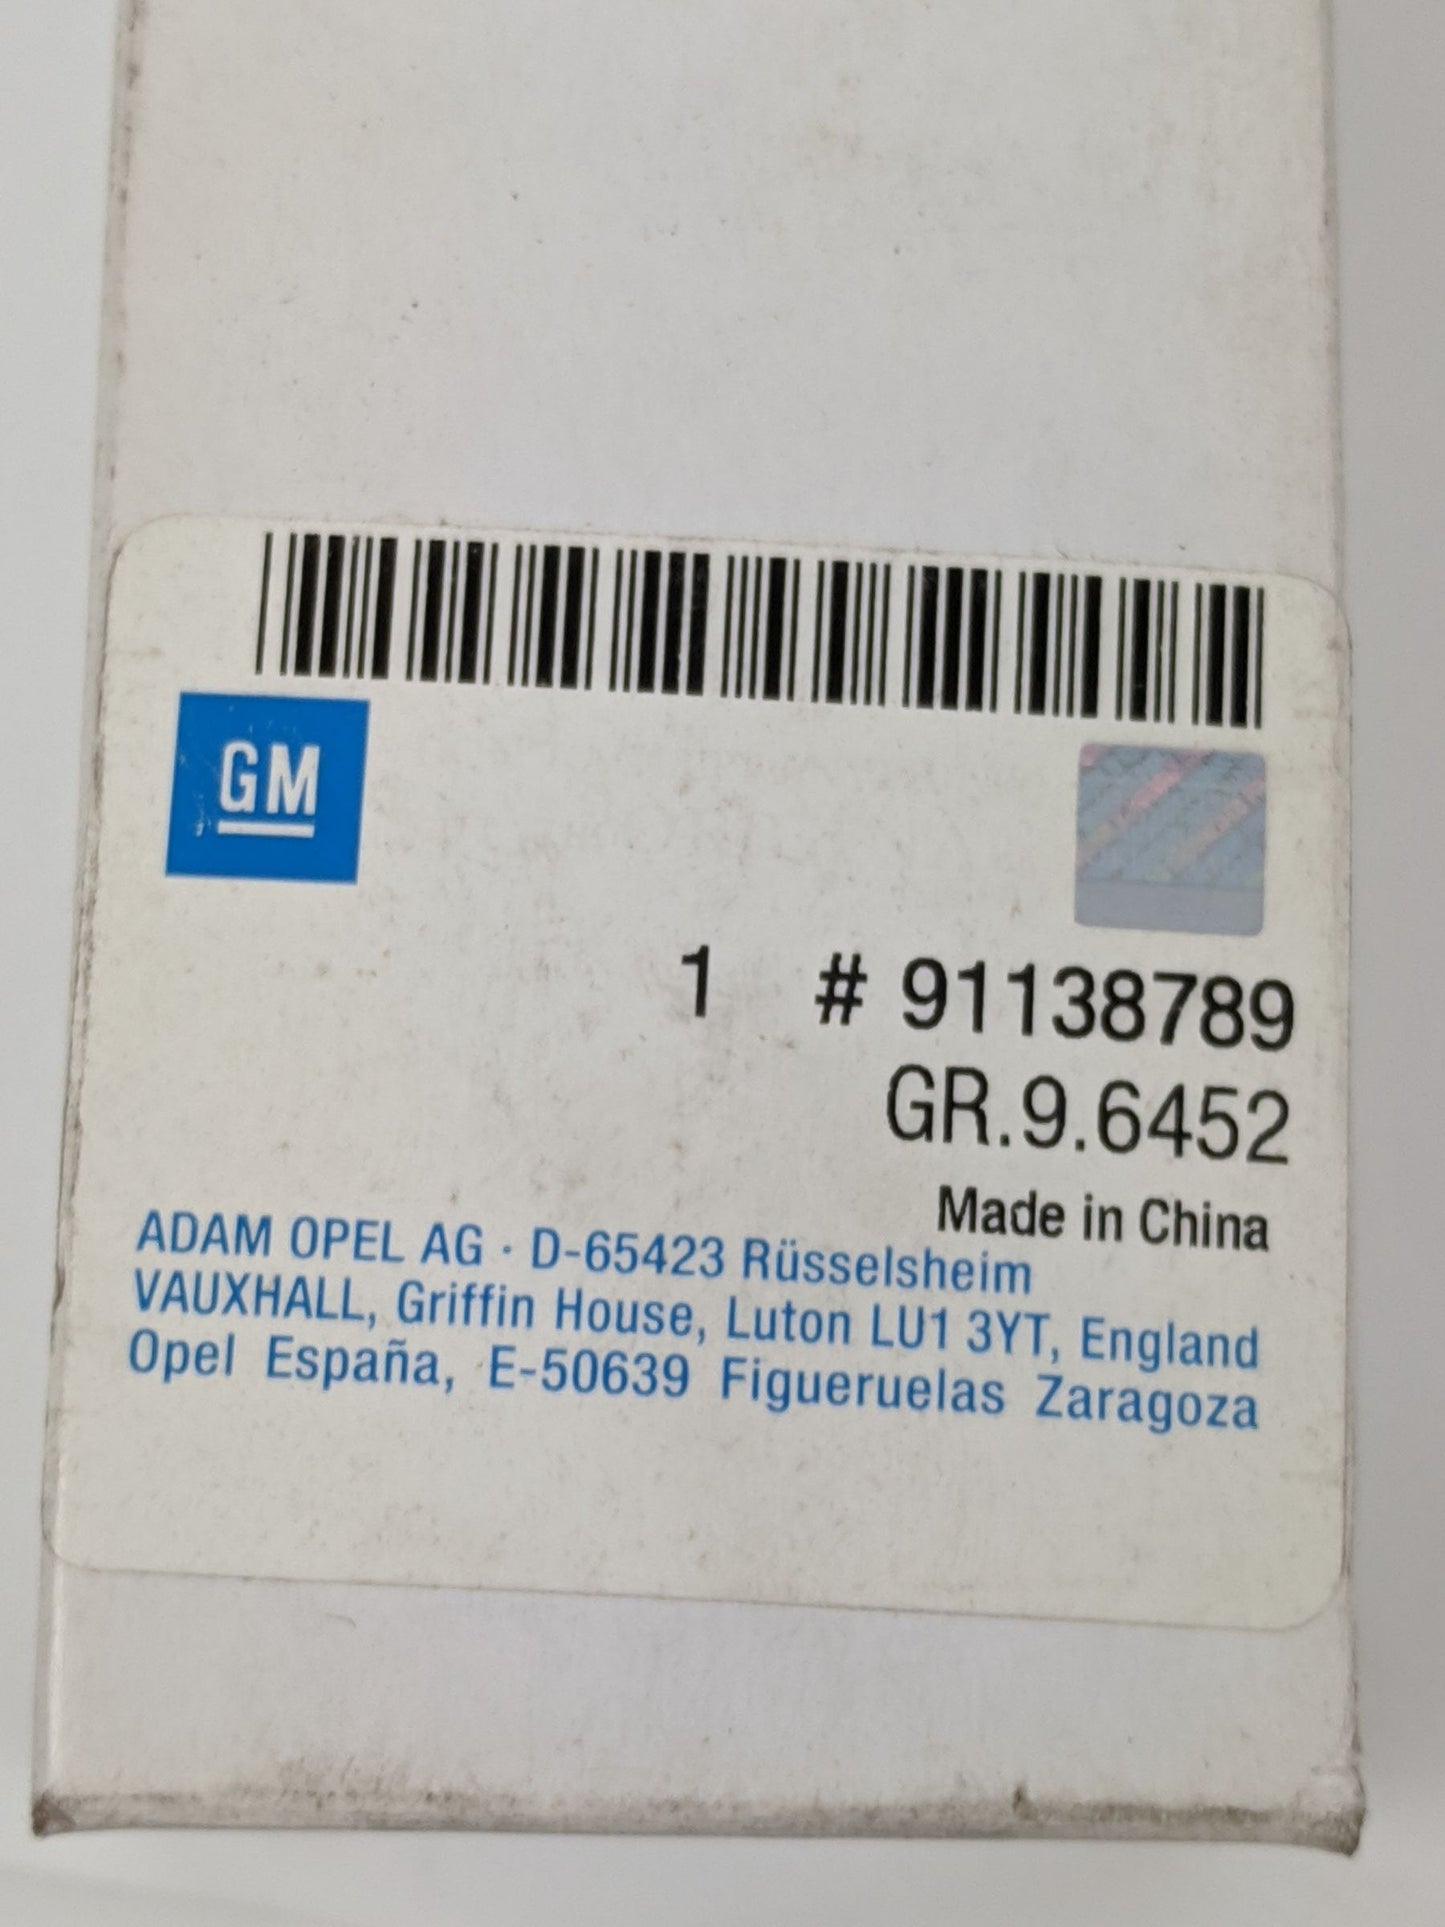 GM
1 # 91138789
GR.9.6452
Made in China
ADAM OPEL AG · D-65423 Rüsselsheim
VAUXHALL, Griffin House, Luton LU1 3YT, England
Opel España, E-50639 Figueruelas Zaragoza